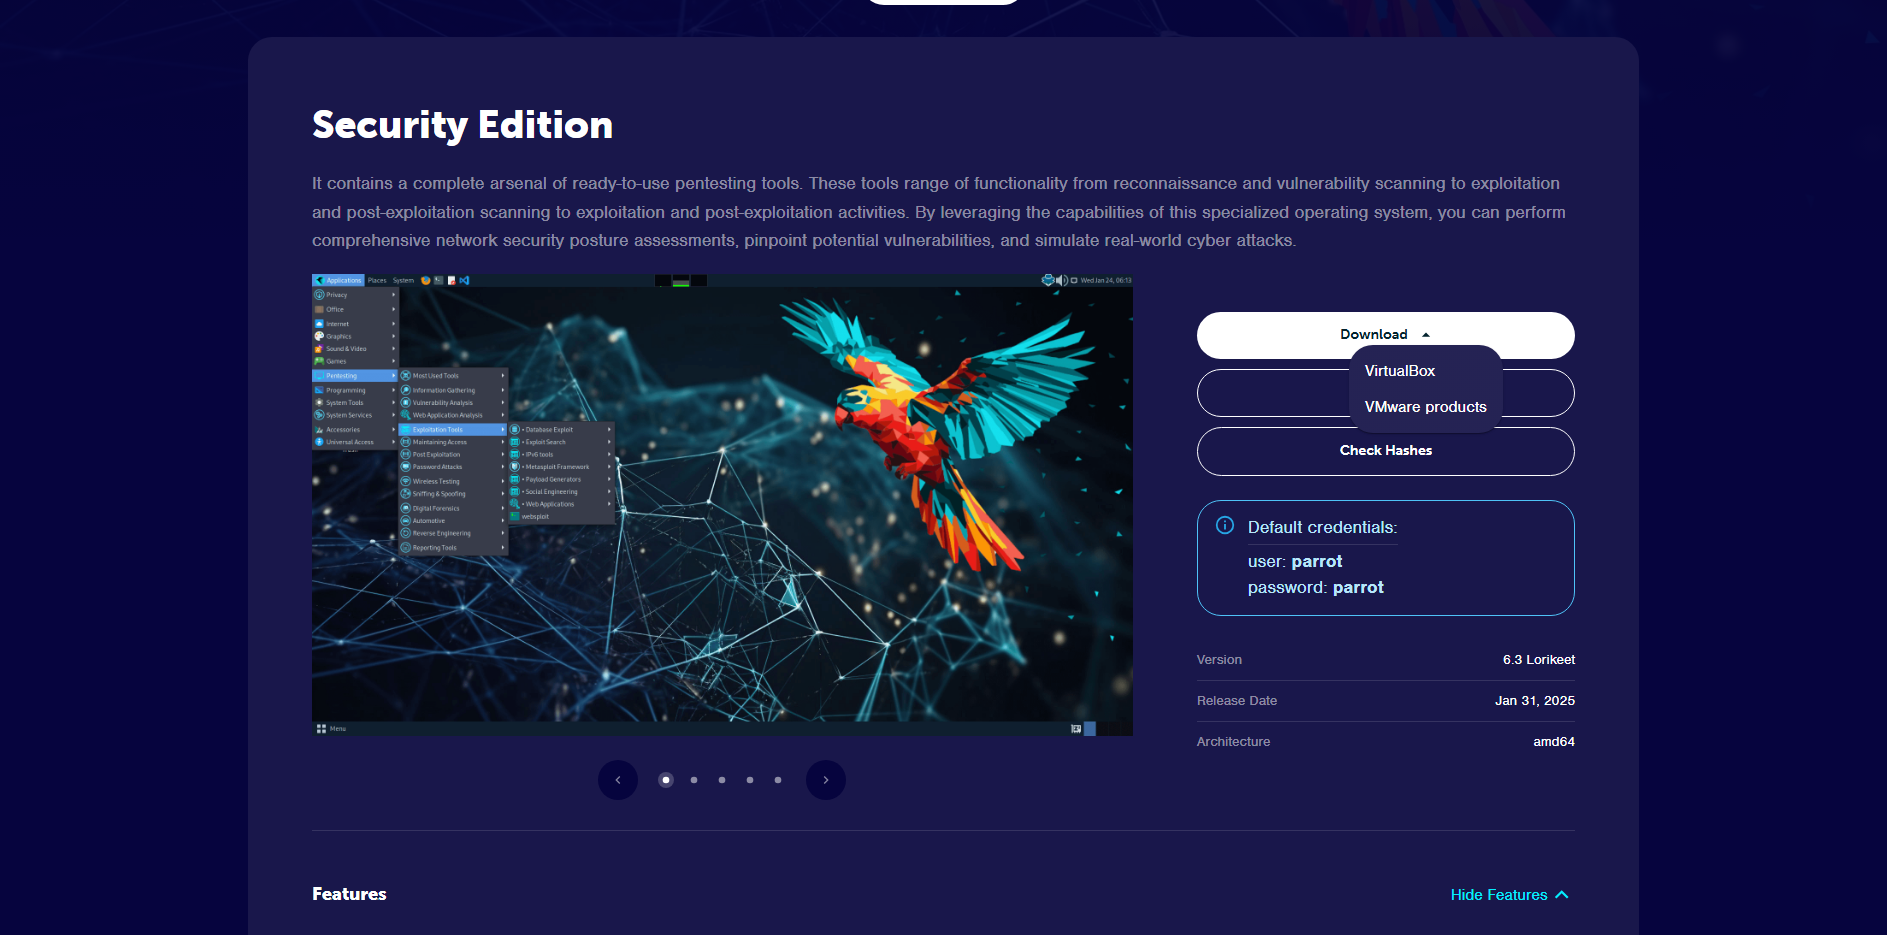 Security Edition
It contains a complete arsenal of ready-to-use pentesting tools. These tools range of functionality from reconnaissance and vulnerability scanning to exploitation
and post-exploitation scanning to exploitation and post-exploitation activities. By leveraging the capabilities of this specialized operating system, you can perform
comprehensive network security posture assessments, pinpoint potential vulnerabilities, and simulate real-world cyber attacks.
Applications Places System
Wed Jan 24, 06:13
Privacy
Office
Internet
Graphics
Sound & Video
Games
Pentesting
Programming
System Tools
System Services
Accessories
Universal Access
Most Used Tools
Information Gathering
Vulnerability Analysis
Web Application Analysis
Exploitation Tools
Maintaining Access
Post Exploitation
Password Attacks
Wireless Testing
Sniffing & Spoofing
Digital Forensics
Automotive
Reverse Engineering
Reporting Tools
• Database Exploit
• Exploit Search
• IPv6 tools
• Metasploit Framework
• Payload Generators
• Social Engineering
• Web Applications
websploit
Menu
Download
VirtualBox
VMware products
Check Hashes
Default credentials:
user: parrot
password: parrot
Version 6.3 Lorikeet
Release Date Jan 31, 2025
Architecture amd64
Features
Hide Features